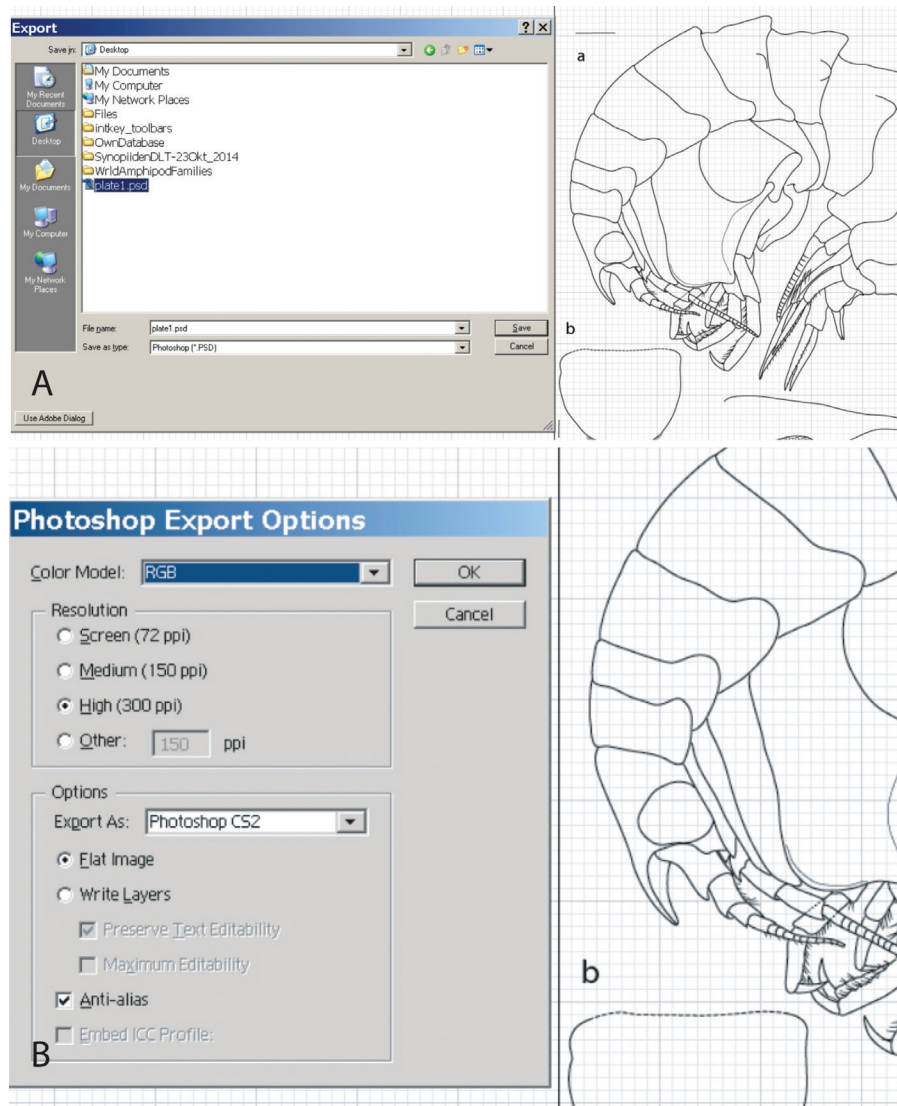 Export
Save in: Desktop
My Recent Documents
Desktop
My Documents
My Computer
My Network Places
My Documents
My Computer
My Network Places
Files
intkey_toolbars
OwnDatabase
SynopiidenDLT-23Okt_2014
WrldAmphipodFamilies
plate1.psd
File name: plate1.psd Save
Save as type: Photoshop (*.PSD) Cancel
A
Use Adobe Dialog
a
b
Photoshop Export Options
Color Model: RGB OK
Cancel
Resolution
Screen (72 ppi)
Medium (150 ppi)
High (300 ppi)
Other: 150 ppi
Options
Export As: Photoshop CS2
Flat Image
Write Layers
Preserve Text Editability
Maximum Editability
Anti-alias
Embed ICC Profile:
B
b